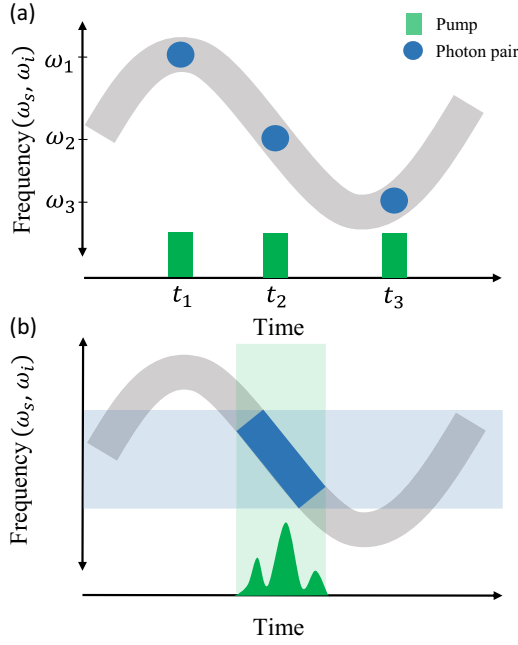 (a)
Pump
Photon pair
Frequency (ωs, ωi)
ω1
ω2
ω3
t1 t2 t3
Time
(b)
Frequency (ωs, ωi)
Time